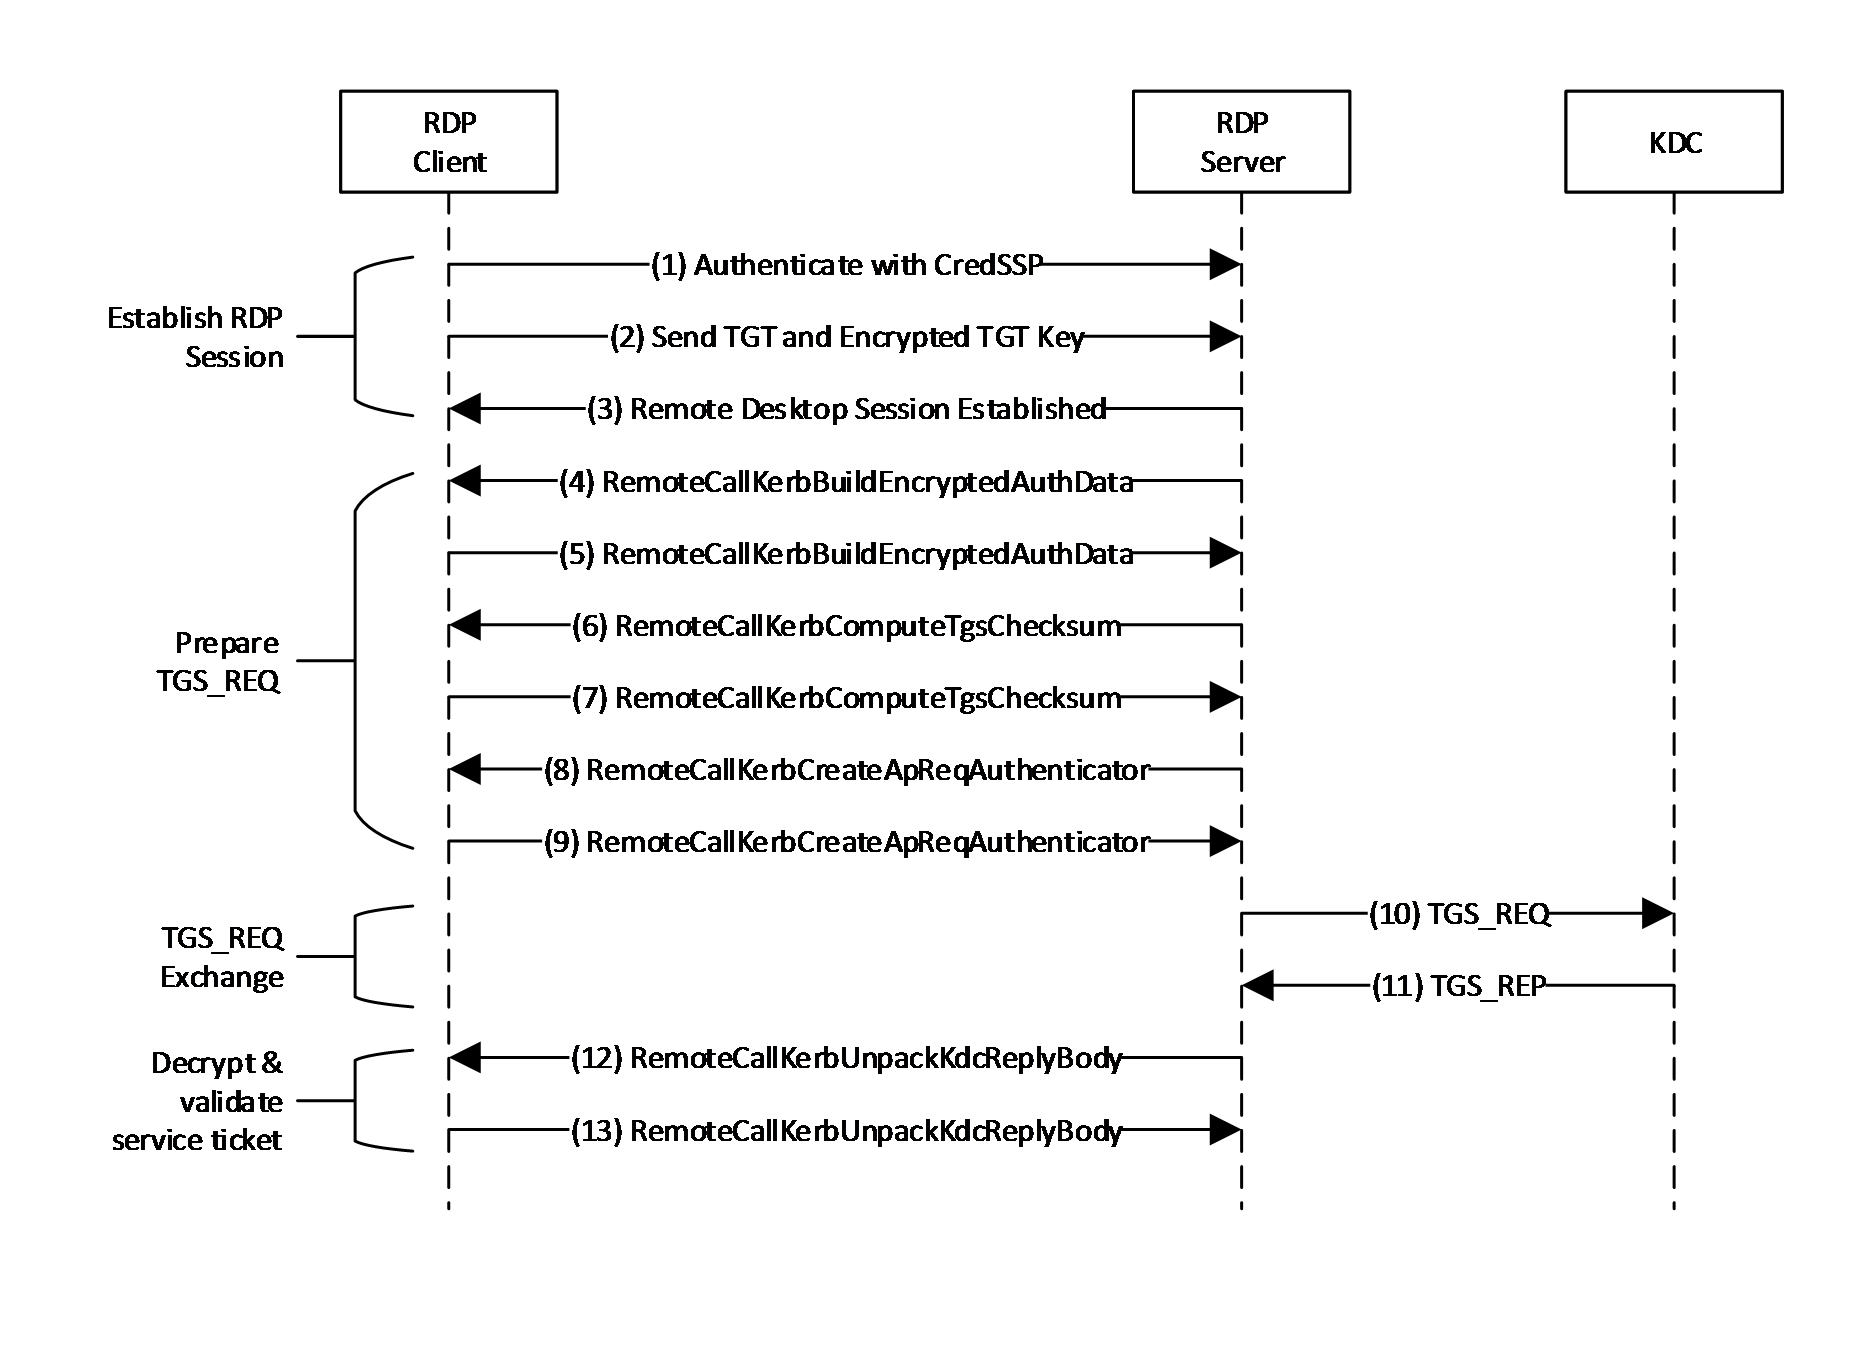 RDP
Client
RDP
Server
KDC
Establish RDP
Session
(1) Authenticate with CredSSP
(2) Send TGT and Encrypted TGT Key
(3) Remote Desktop Session Established
Prepare
TGS_REQ
(4) RemoteCallKerbBuildEncryptedAuthData
(5) RemoteCallKerbBuildEncryptedAuthData
(6) RemoteCallKerbComputeTgsChecksum
(7) RemoteCallKerbComputeTgsChecksum
(8) RemoteCallKerbCreateApReqAuthenticator
(9) RemoteCallKerbCreateApReqAuthenticator
TGS_REQ
Exchange
(10) TGS_REQ
(11) TGS_REP
Decrypt &
validate
service ticket
(12) RemoteCallKerbUnpackKdcReplyBody
(13) RemoteCallKerbUnpackKdcReplyBody